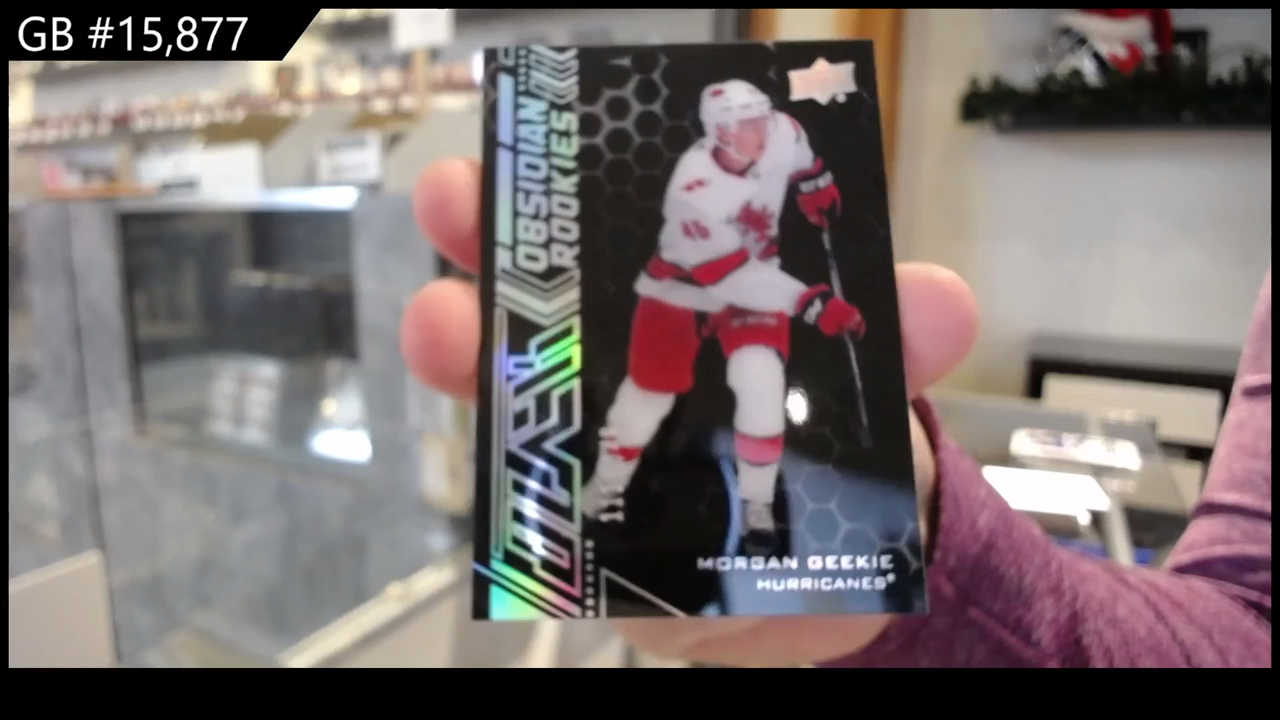 GB #15,877
OBSIDIAN
ROOKIES
MORGAN GEEKIE
HURRICANES®